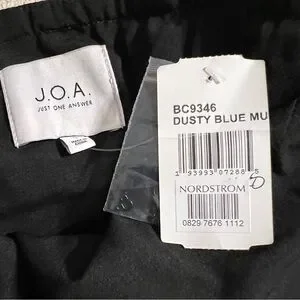 J.O.A.
JUST ONE ANSWER
BC9346
DUSTY BLUE MU
1 93993 07288 5
NORDSTROM
0829 7676 1112